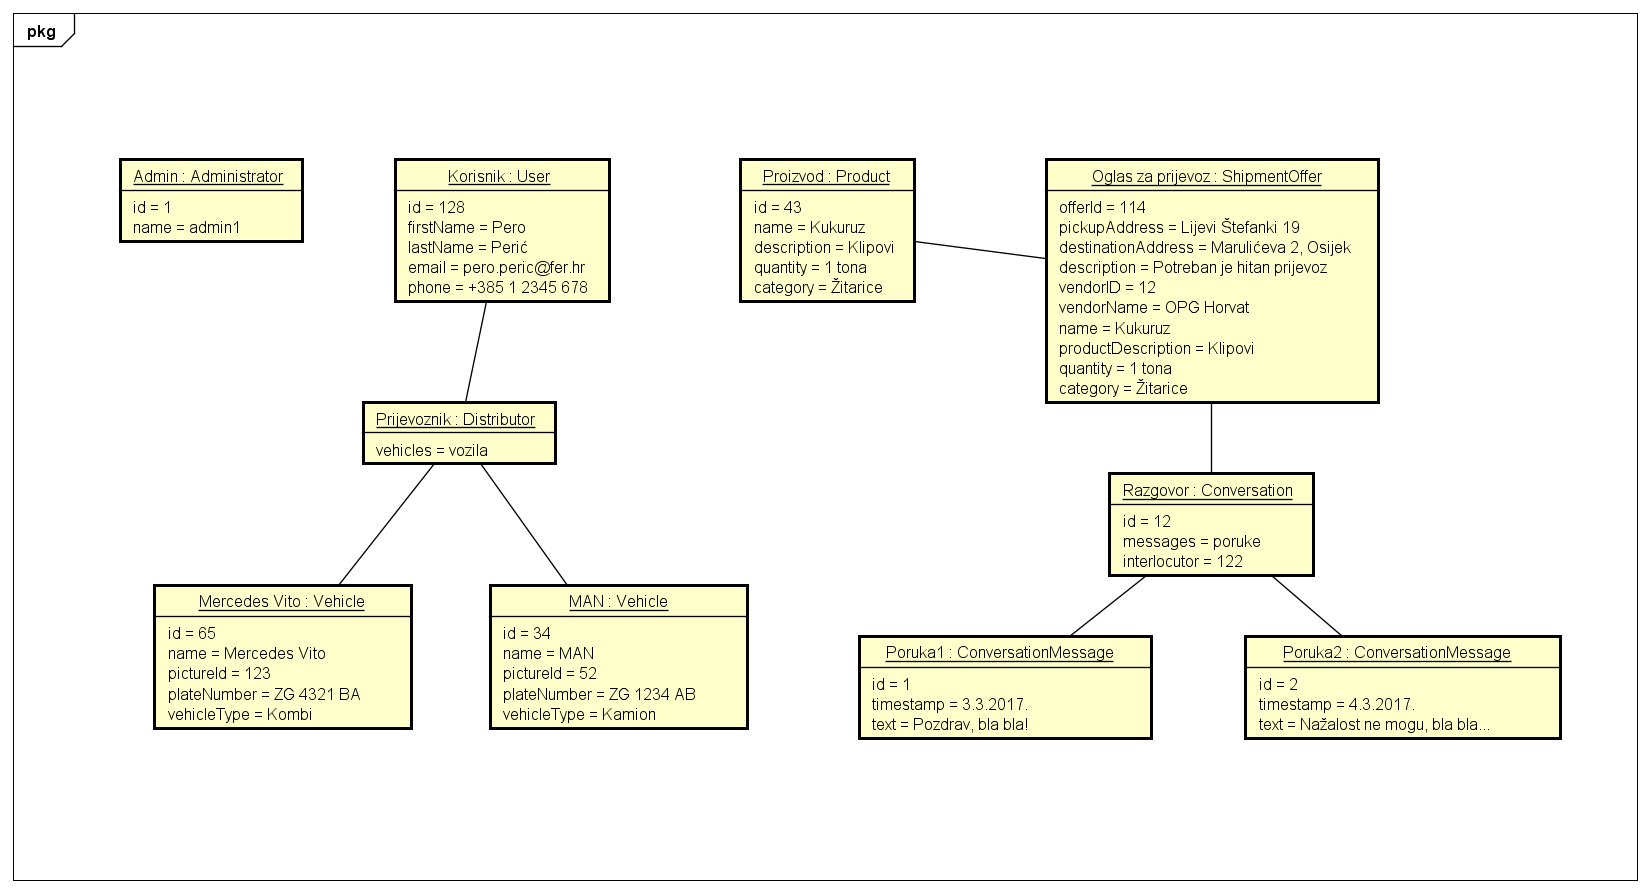 pkg
Admin : Administrator
id = 1
name = admin1
Korisnik : User
id = 128
firstName = Pero
lastName = Perić
email = pero.peric@fer.hr
phone = +385 1 2345 678
Proizvod : Product
id = 43
name = Kukuruz
description = Klipovi
quantity = 1 tona
category = Žitarice
Oglas za prijevoz : ShipmentOffer
offerId = 114
pickupAddress = Lijevi Štefanki 19
destinationAddress = Marulićeva 2, Osijek
description = Potreban je hitan prijevoz
vendorID = 12
vendorName = OPG Horvat
name = Kukuruz
productDescription = Klipovi
quantity = 1 tona
category = Žitarice
Prijevoznik : Distributor
vehicles = vozila
Razgovor : Conversation
id = 12
messages = poruke
interlocutor = 122
Mercedes Vito : Vehicle
id = 65
name = Mercedes Vito
pictureId = 123
plateNumber = ZG 4321 BA
vehicleType = Kombi
MAN : Vehicle
id = 34
name = MAN
pictureId = 52
plateNumber = ZG 1234 AB
vehicleType = Kamion
Poruka1 : ConversationMessage
id = 1
timestamp = 3.3.2017.
text = Pozdrav, bla bla!
Poruka2 : ConversationMessage
id = 2
timestamp = 4.3.2017.
text = Nažalost ne mogu, bla bla...